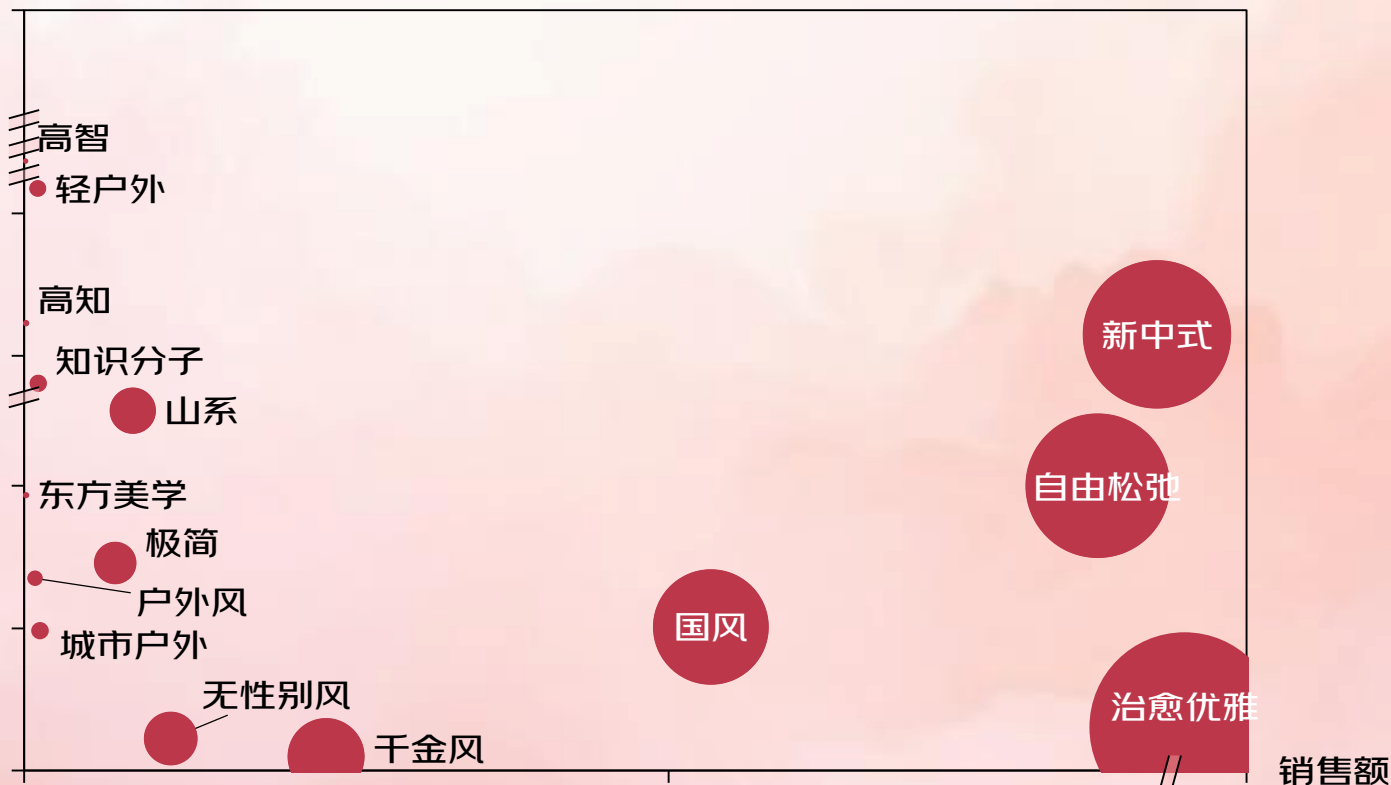 高智
轻户外
高知
新中式
知识分子
山系
自由松弛
东方美学
极简
户外风
国风
城市户外
无性别风
治愈优雅
千金风
销售额